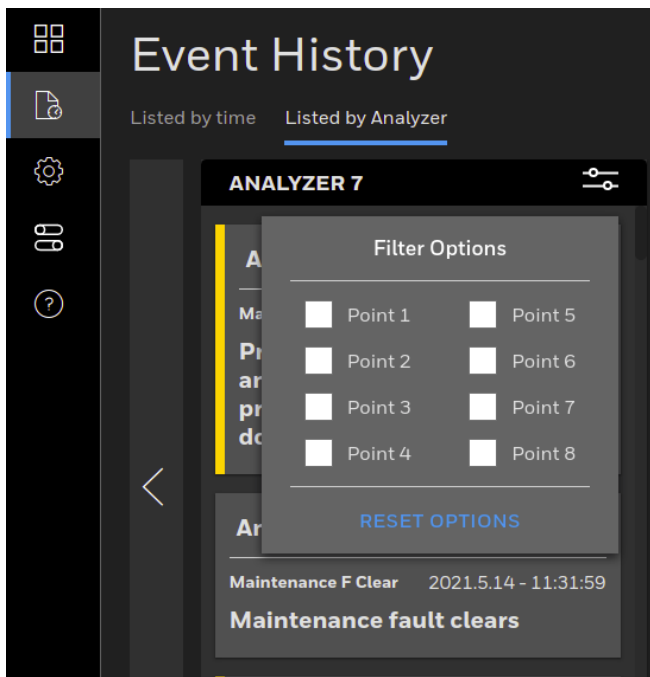 Event History
Listed by time Listed by Analyzer
ANALYZER 7
Filter Options
Point 1 Point 5
Point 2 Point 6
Point 3 Point 7
Point 4 Point 8
RESET OPTIONS
Maintenance F Clear 2021.5.14 - 11:31:59
Maintenance fault clears